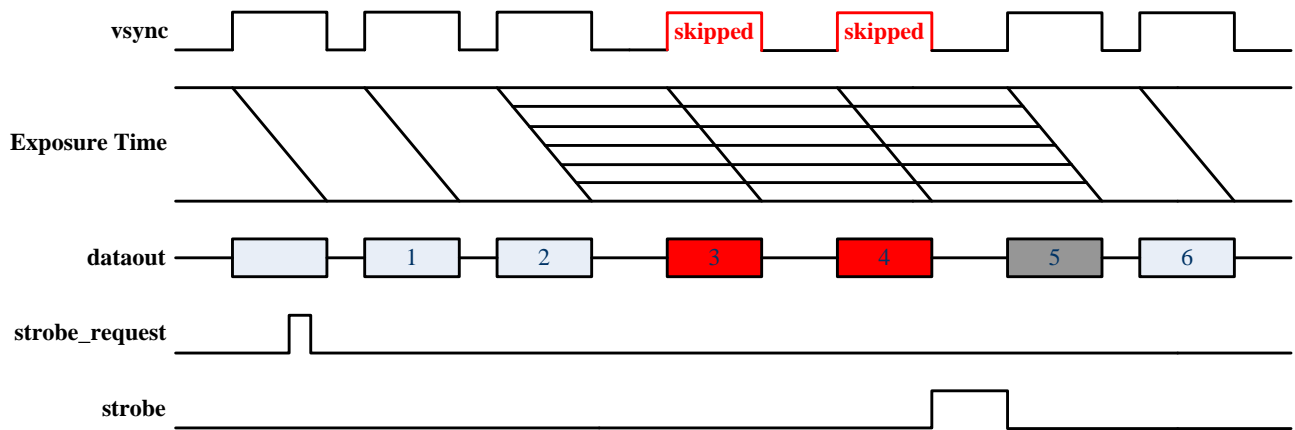 vsync
skipped
skipped
Exposure Time
dataout
1
2
3
4
5
6
strobe_request
strobe